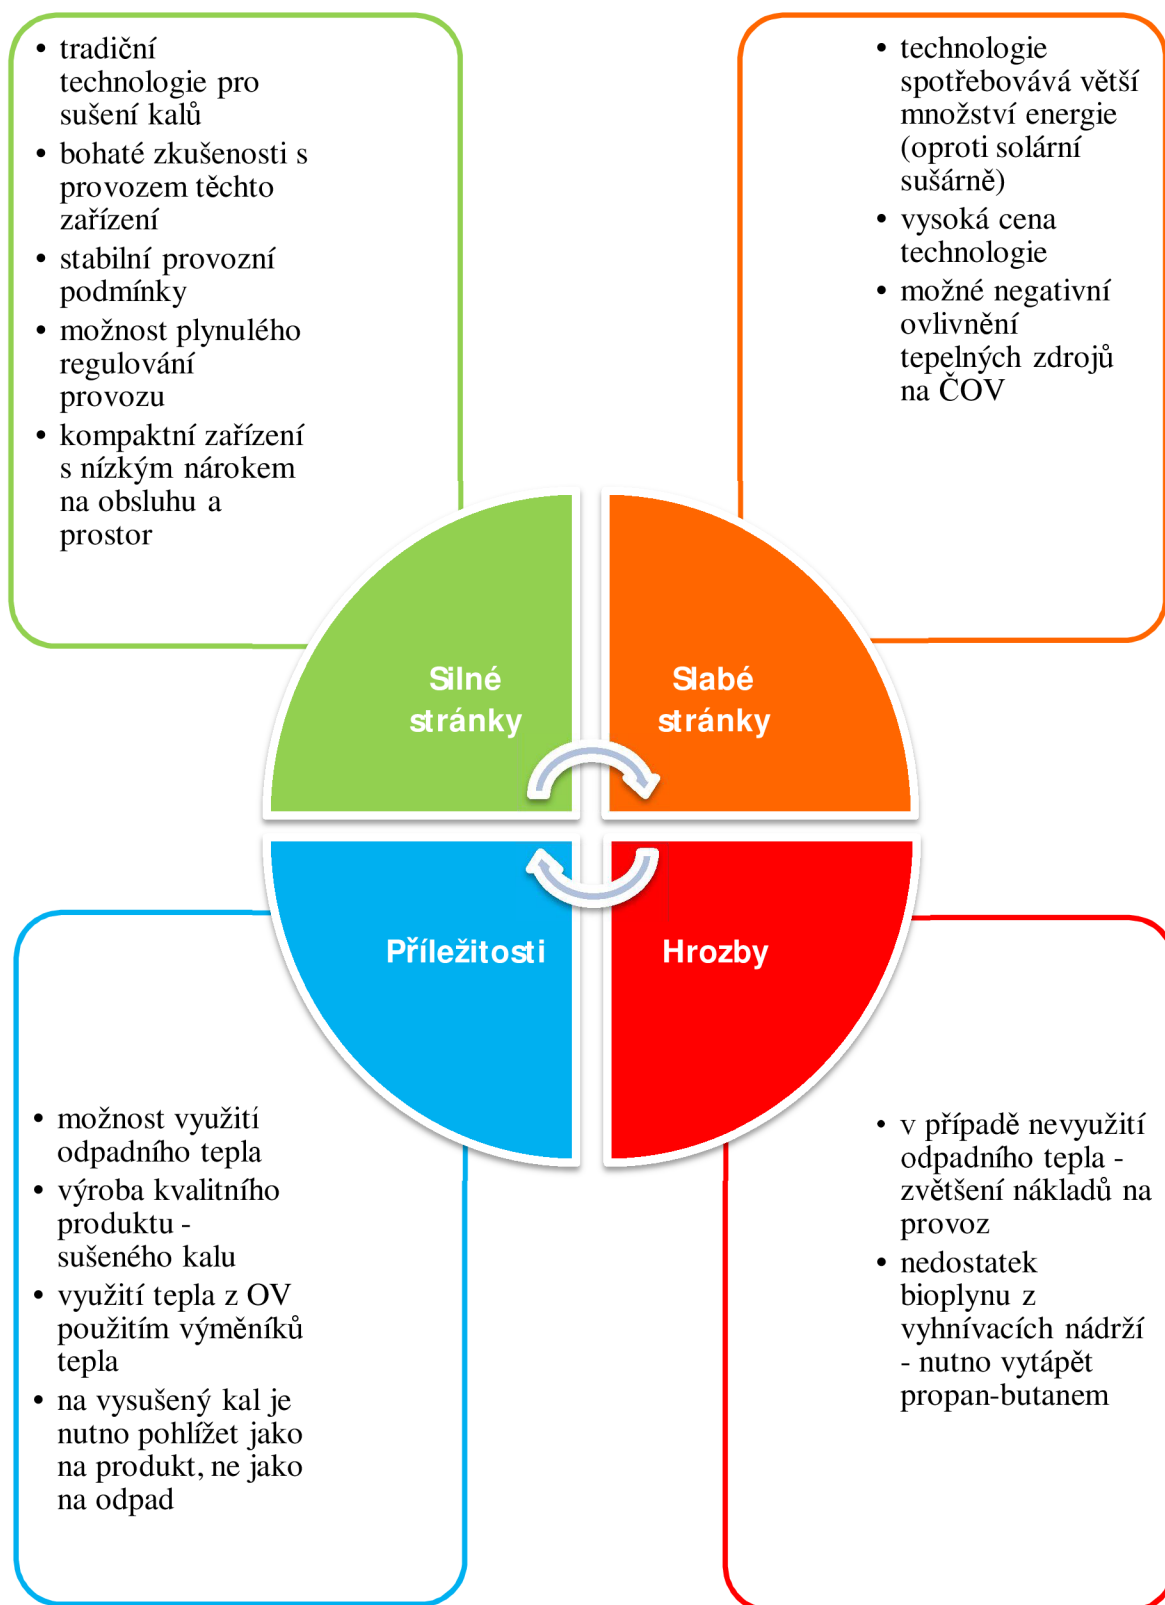 • tradiční
technologie pro
sušení kalů
• bohaté zkušenosti s
provozem těchto
zařízení
• stabilní provozní
podmínky
• možnost plynulého
regulování
provozu
• kompaktní zařízení
s nízkým nárokem
na obsluhu a
prostor
• technologie
spotřebovává větší
množství energie
(oproti solární
sušárně)
• vysoká cena
technologie
• možné negativní
ovlivnění
tepelných zdrojů
na ČOV
Silné
stránky
Slabé
stránky
Příležitosti
Hrozby
• možnost využití
odpadního tepla
• výroba kvalitního
produktu -
sušeného kalu
• využití tepla z OV
použitím výměníků
tepla
• na vysušený kal je
nutno pohlížet jako
na produkt, ne jako
na odpad
• v případě nevyužití
odpadního tepla -
zvětšení nákladů na
provoz
• nedostatek
bioplynu z
vyhnívacích nádrží
- nutno vytápět
propan-butanem